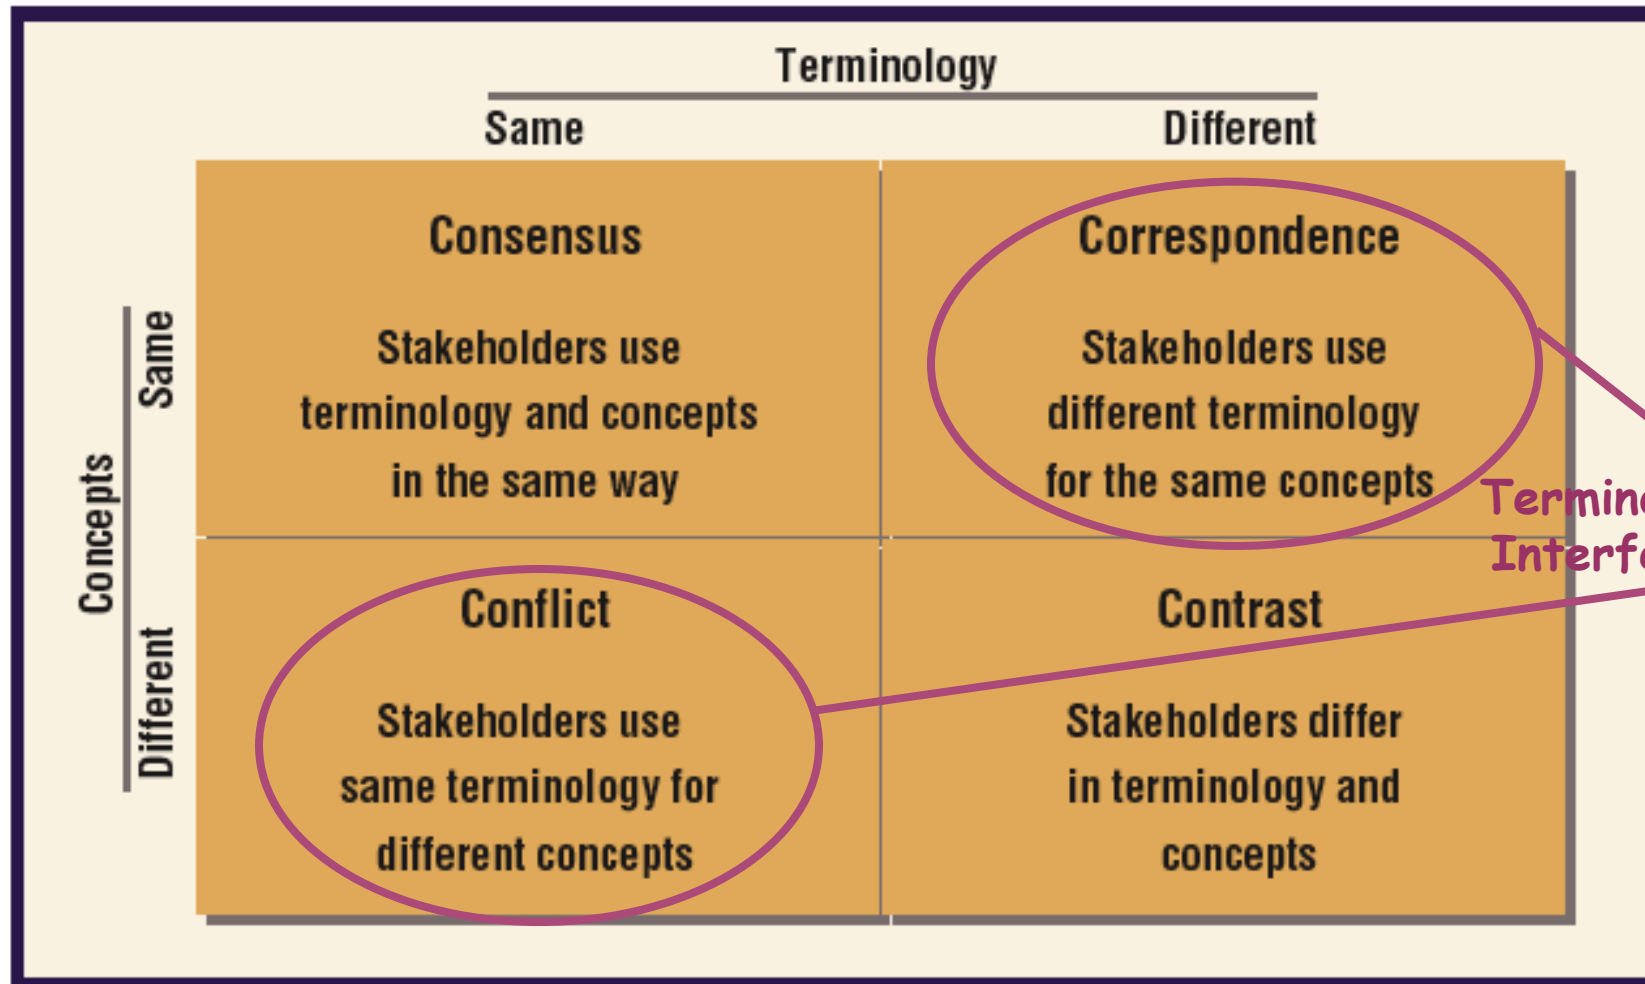 Terminology
Same
Different
Consensus
Stakeholders use
terminology and concepts
in the same way
Correspondence
Stakeholders use
different terminology
for the same concepts
Concepts
Same
Different
Conflict
Stakeholders use
same terminology for
different concepts
Contrast
Stakeholders differ
in terminology and
concepts